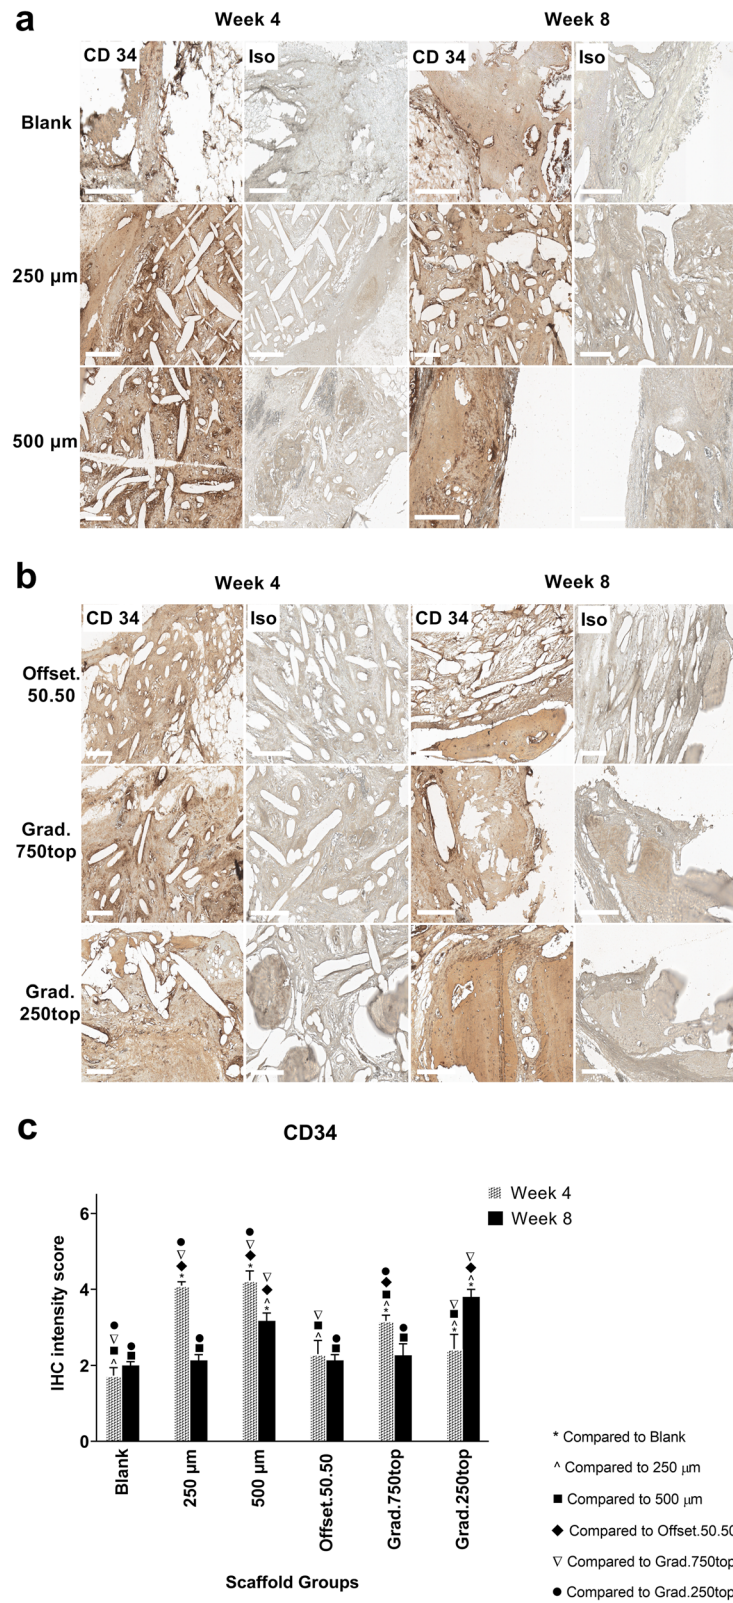 a
Week 4
Week 8
CD 34
Iso
CD 34
Iso
Blank
250 µm
500 µm
b
Week 4
Week 8
CD 34
Iso
CD 34
Iso
Offset.
50.50
Grad.
750top
Grad.
250top
c
CD34
Week 4
Week 8
IHC intensity score
6
4
2
0
Blank
250 µm
500 µm
Offset.50.50
Grad.750top
Grad.250top
Scaffold Groups
* Compared to Blank
^ Compared to 250 µm
■ Compared to 500 µm
◆ Compared to Offset.50.50
▽ Compared to Grad.750top
● Compared to Grad.250top